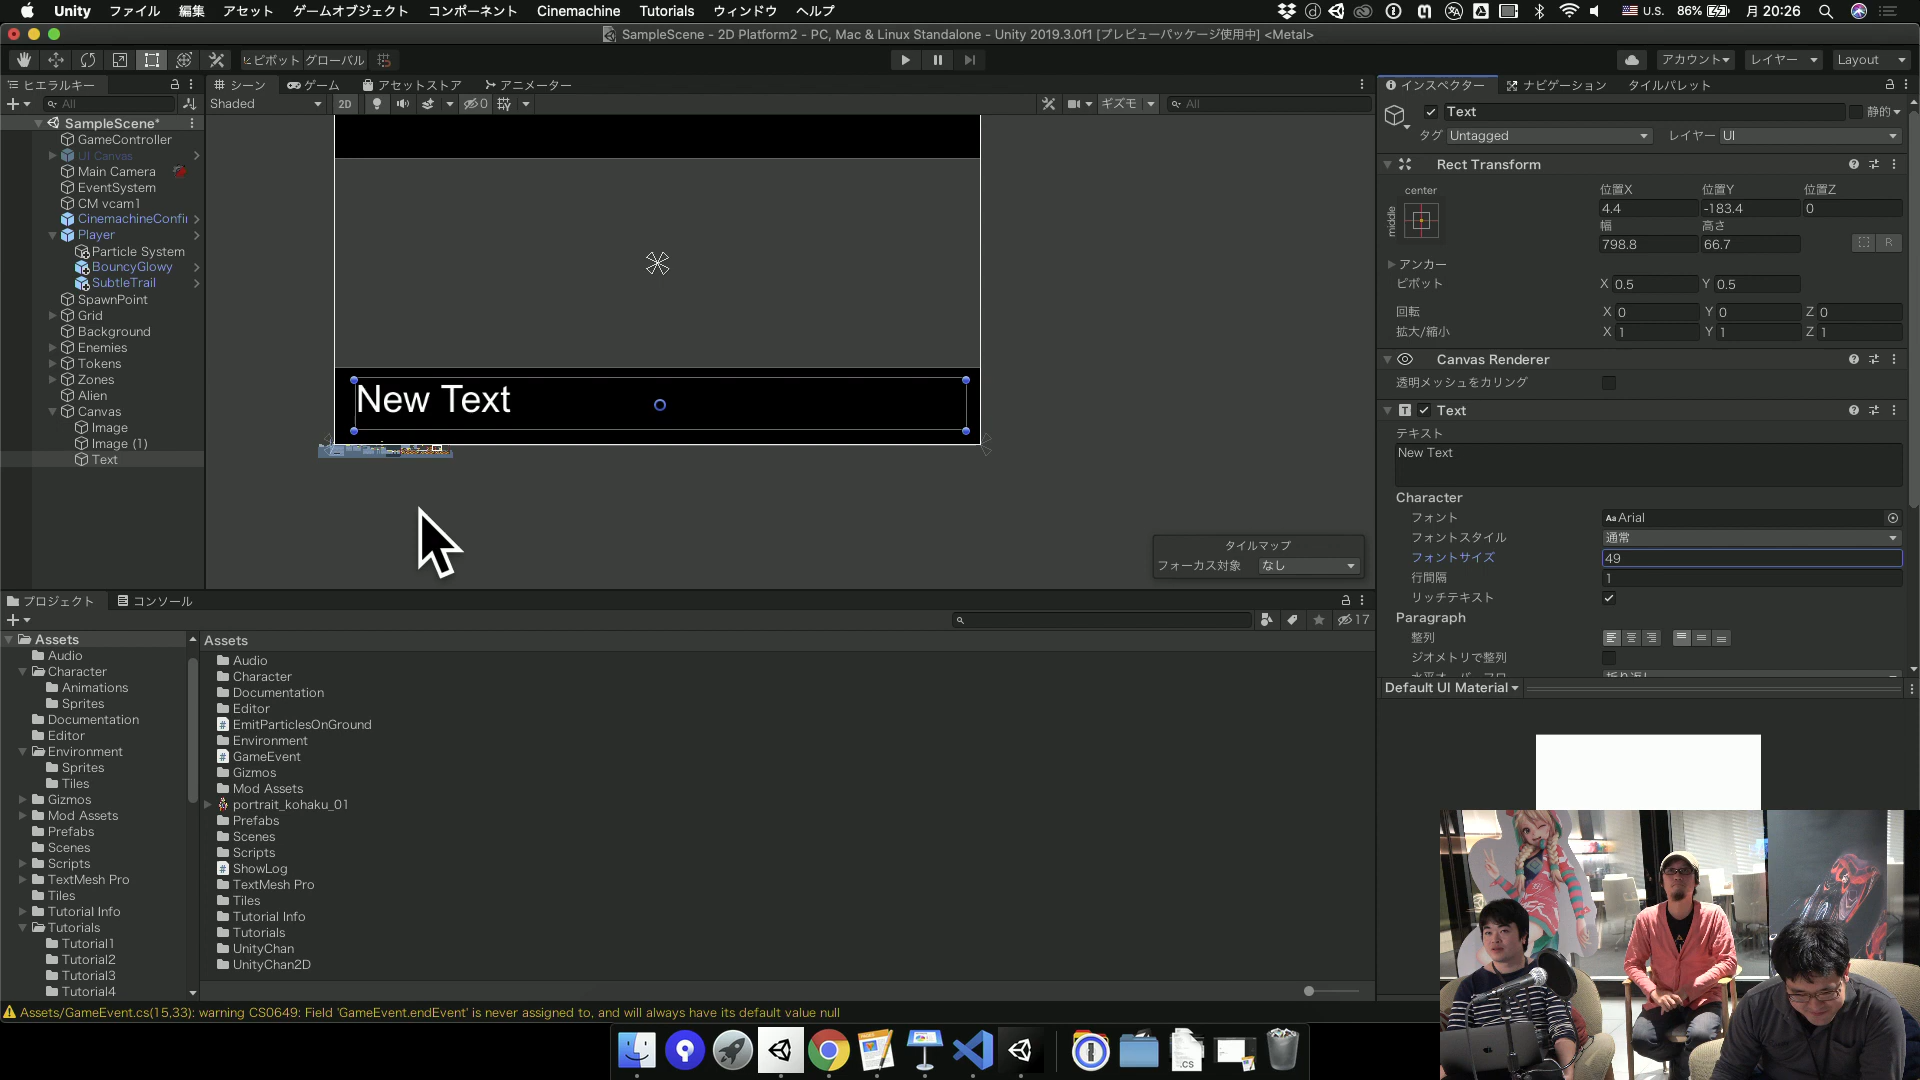 Unity ファイル 編集 アセット ゲームオブジェクト コンポーネント Cinemachine Tutorials ウィンドウ ヘルプ
U.S. 86% 月 20:26
SampleScene - 2D Platform2 - PC, Mac & Linux Standalone - Unity 2019.3.0f1 [プレビューパッケージ使用中] <Metal>
ピボット グローバル
アカウント レイヤー Layout
ヒエラルキー
All
SampleScene*
GameController
UI Canvas
Main Camera
EventSystem
CM vcam1
CinemachineConfi
Player
Particle System
BouncyGlowy
SubtleTrail
SpawnPoint
Grid
Background
Enemies
Tokens
Zones
Alien
Canvas
Image
Image (1)
Text
シーン ゲーム アセットストア アニメーター
Shaded 2D 0 ギズモ All
New Text
タイルマップ
フォーカス対象 なし
インスペクター ナビゲーション タイルパレット
Text 静的
タグ Untagged レイヤー UI
Rect Transform
center
middle
位置X 位置Y 位置Z
4.4 -183.4 0
幅 高さ
798.8 66.7 R
アンカー
ピボット X 0.5 Y 0.5
回転 X 0 Y 0 Z 0
拡大/縮小 X 1 Y 1 Z 1
Canvas Renderer
透明メッシュをカリング
Text
テキスト
New Text
Character
フォント Aa Arial
フォントスタイル 通常
フォントサイズ 49
行間隔 1
リッチテキスト
Paragraph
整列
ジオメトリで整列
Default UI Material
プロジェクト コンソール
17
Assets
Audio
Character
Animations
Sprites
Documentation
Editor
Environment
Sprites
Tiles
Gizmos
Mod Assets
Prefabs
Scenes
Scripts
TextMesh Pro
Tiles
Tutorial Info
Tutorials
Tutorial1
Tutorial2
Tutorial3
Tutorial4
Assets
Audio
Character
Documentation
Editor
EmitParticlesOnGround
Environment
GameEvent
Gizmos
Mod Assets
portrait_kohaku_01
Prefabs
Scenes
Scripts
ShowLog
TextMesh Pro
Tiles
Tutorial Info
Tutorials
UnityChan
UnityChan2D
Assets/GameEvent.cs(15,33): warning CS0649: Field 'GameEvent.endEvent' is never assigned to, and will always have its default value null
.cs